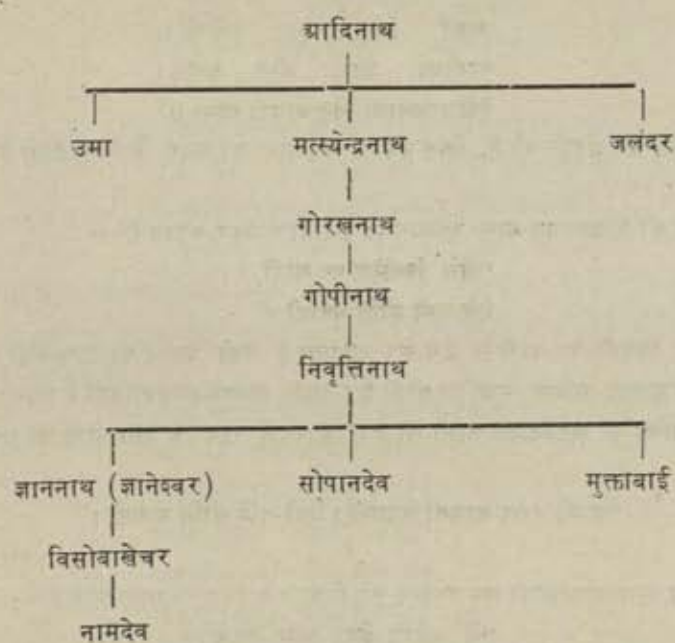 आदिनाथ
उमा मत्स्येन्द्रनाथ जलंदर
गोरखनाथ
गोपीनाथ
निवृत्तिनाथ
ज्ञाननाथ (ज्ञानेश्वर) सोपानदेव मुक्ताबाई
विसोबाखेचर
नामदेव